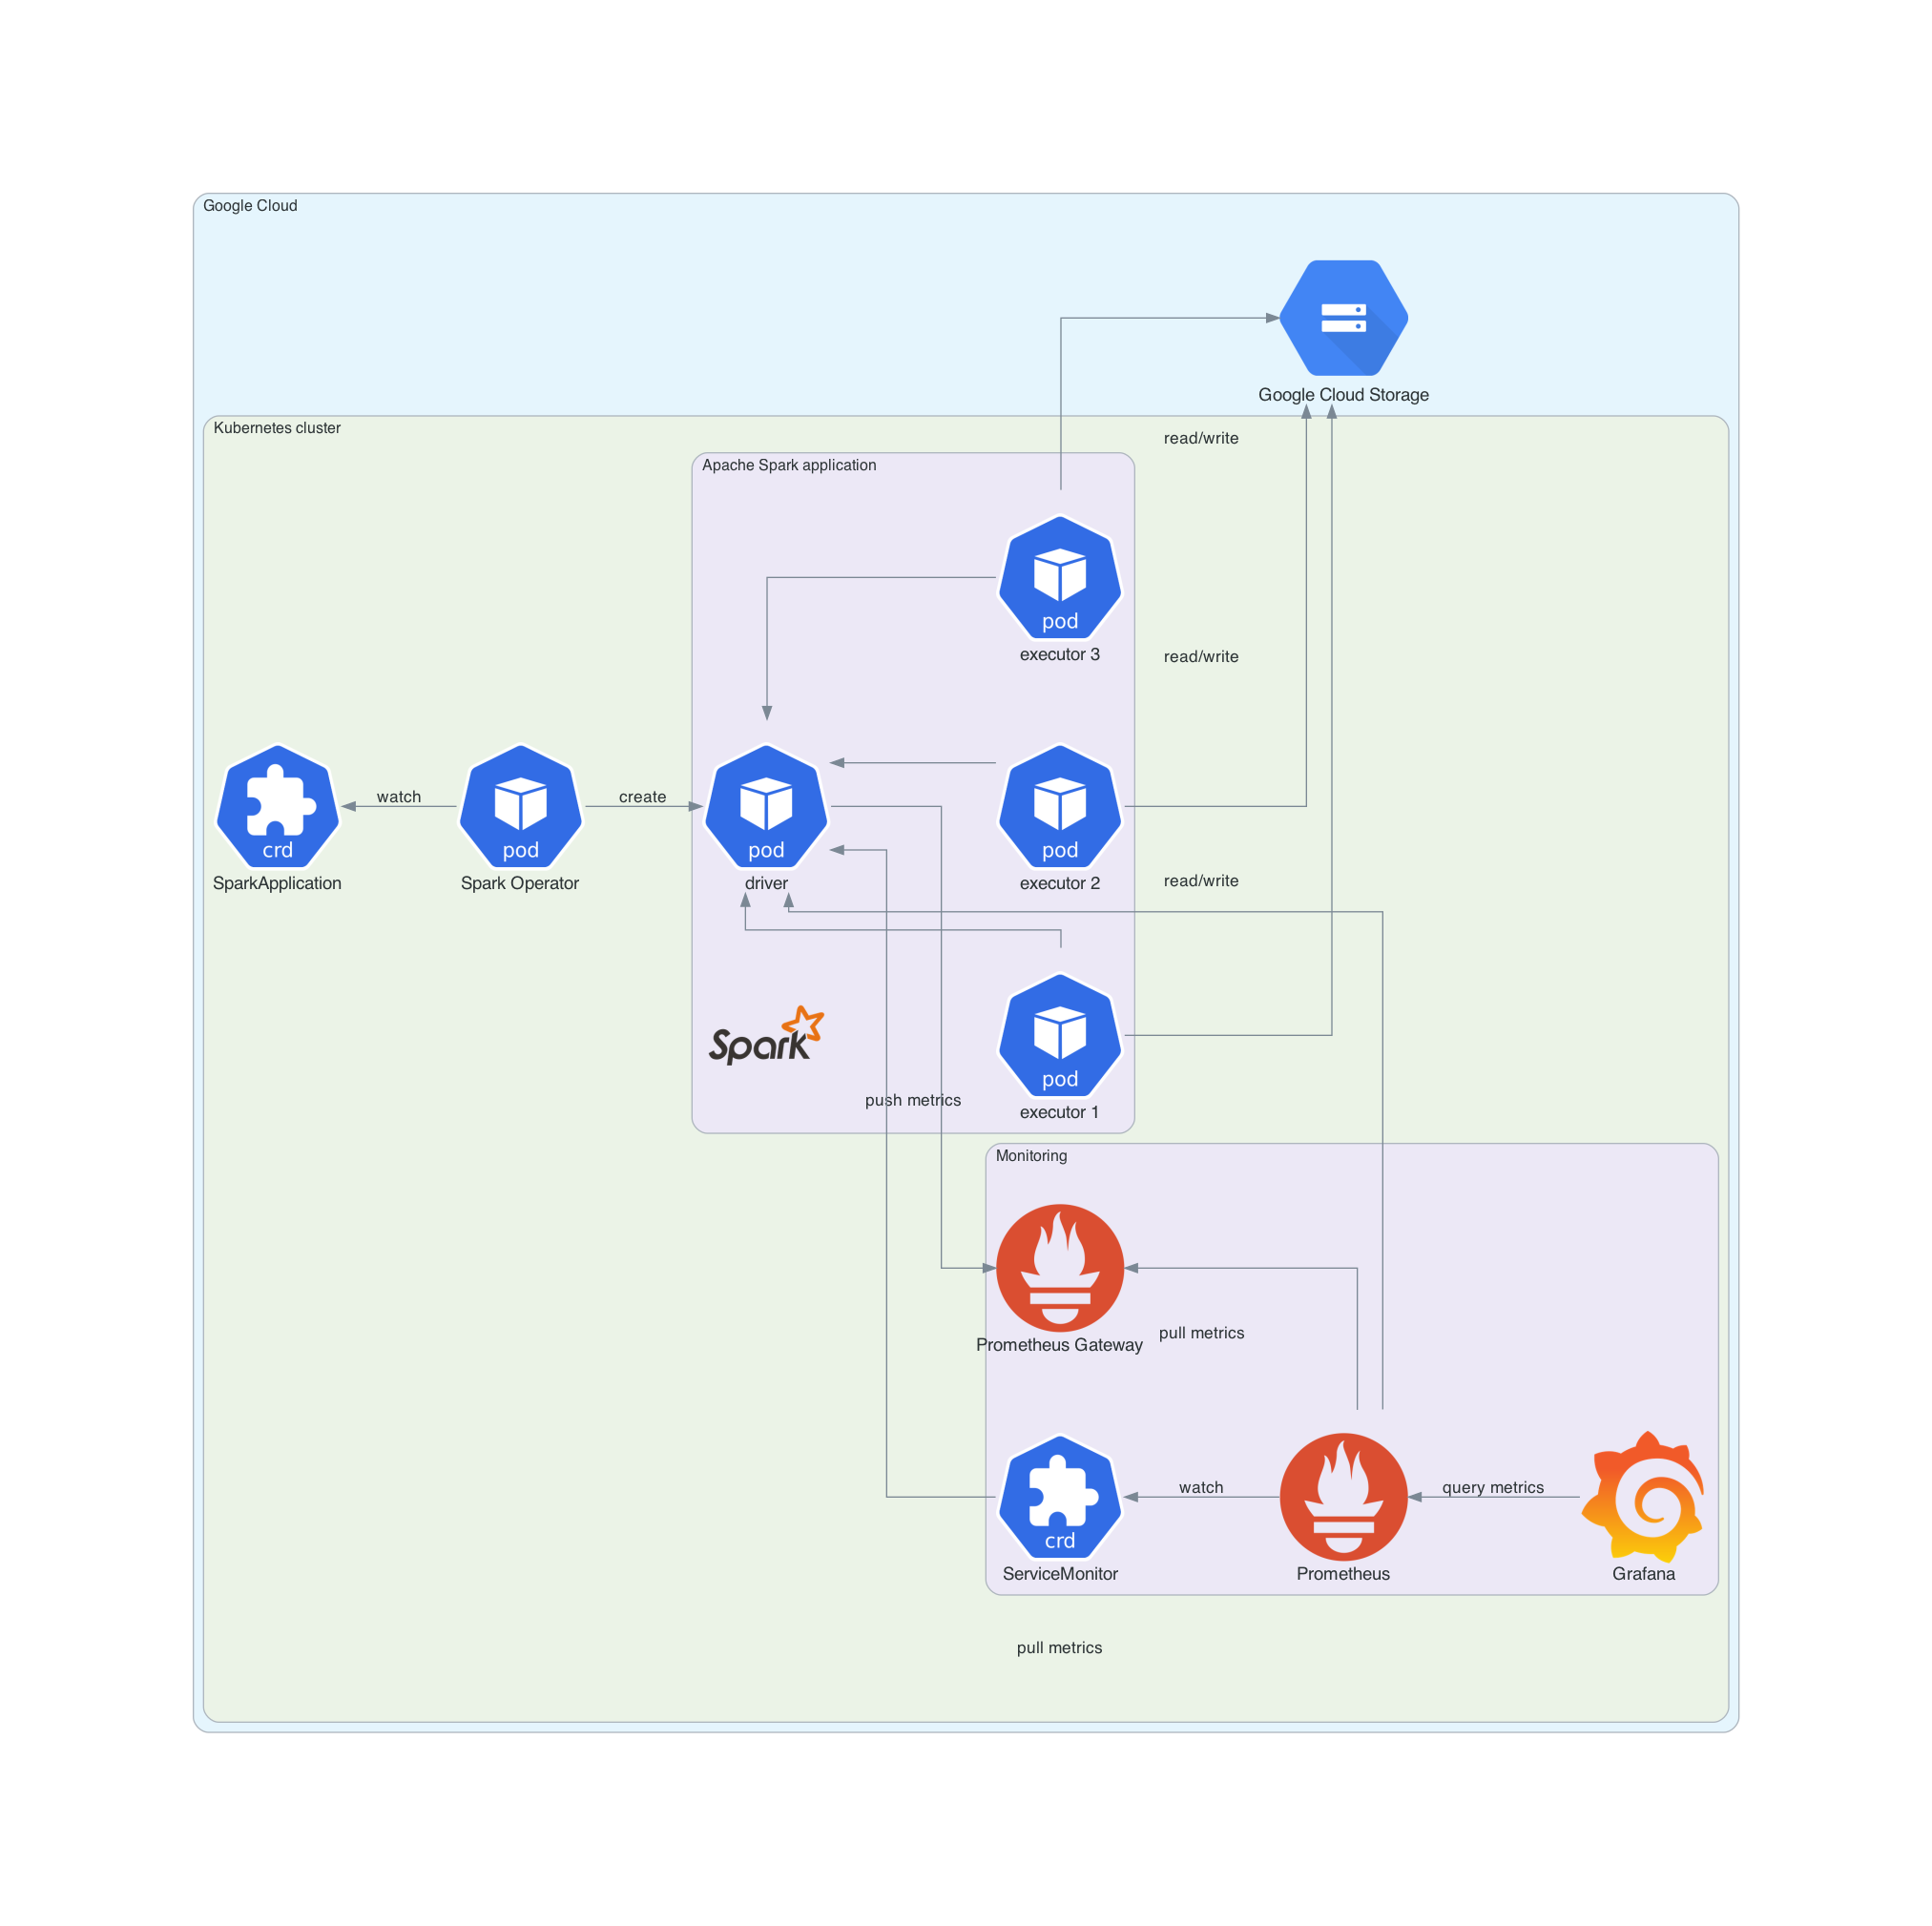 Google Cloud
Google Cloud Storage
Kubernetes cluster
read/write
Apache Spark application
pod
executor 3
read/write
watch
create
crd
SparkApplication
pod
Spark Operator
pod
driver
pod
executor 2
read/write
Spark
pod
executor 1
push metrics
Monitoring
Prometheus Gateway
pull metrics
watch
query metrics
crd
ServiceMonitor
Prometheus
Grafana
pull metrics